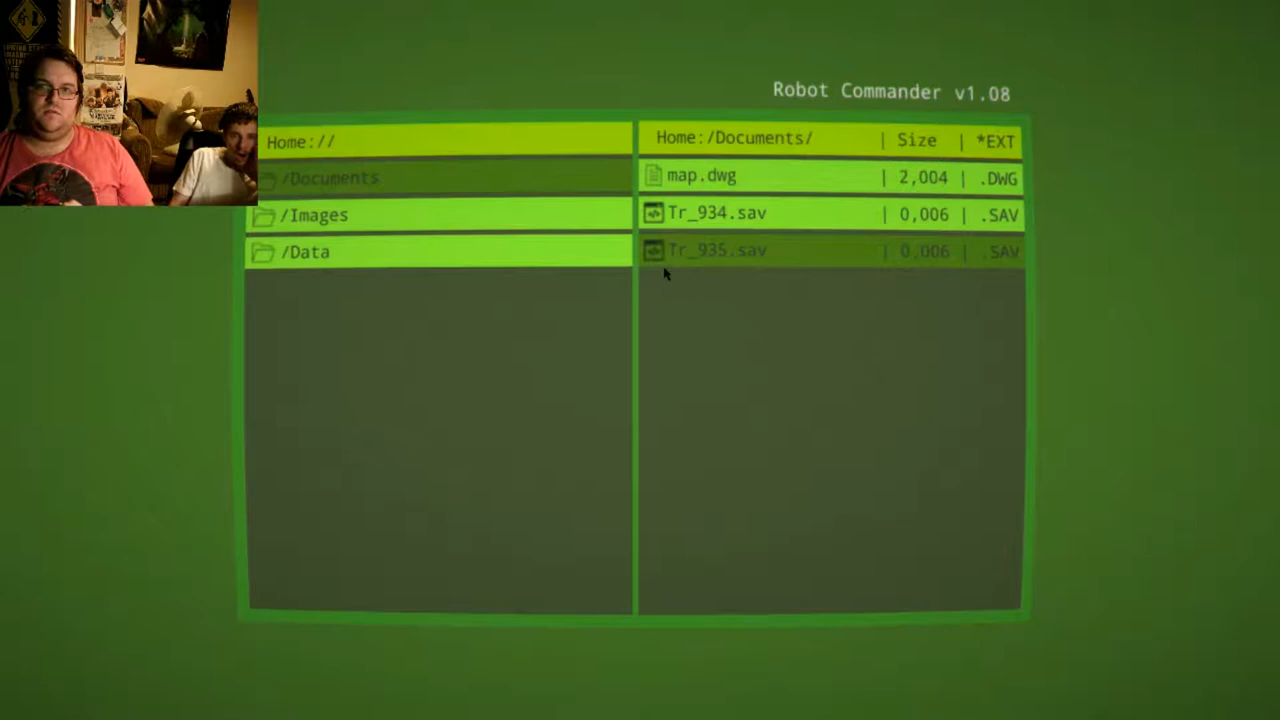 Robot Commander v1.08
Home://
Home:/Documents/ | Size | *EXT
/Documents
map.dwg | 2,004 | .DWG
/Images
Tr_934.sav | 0,006 | .SAV
/Data
Tr_935.sav | 0,006 | .SAV